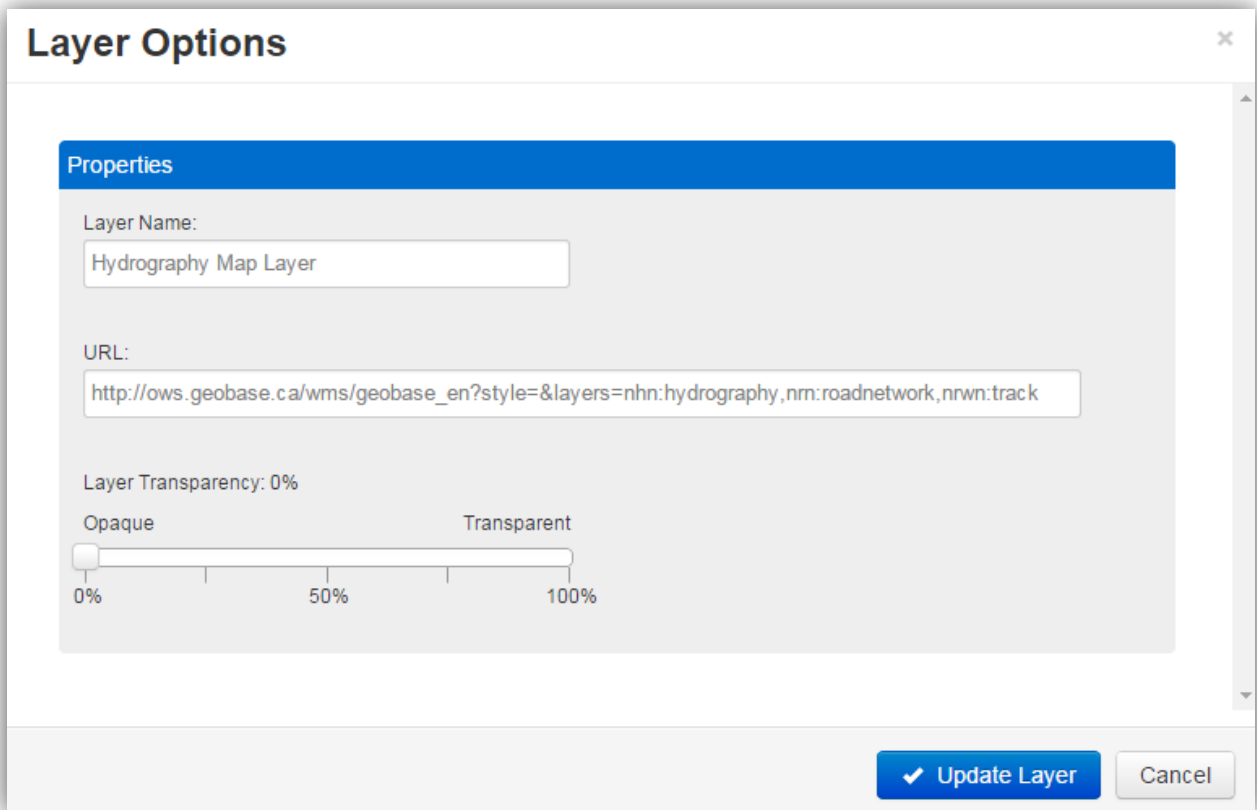 Layer Options
×
Properties
Layer Name:
Hydrography Map Layer
URL:
http://ows.geobase.ca/wms/geobase_en?style=&layers=nhn:hydrography,nrn:roadnetwork,nrwn:track
Layer Transparency: 0%
Opaque Transparent
0% 50% 100%
Update Layer Cancel